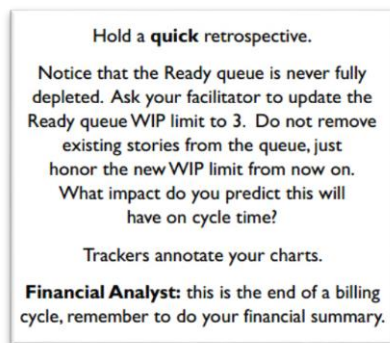 Hold a quick retrospective.
Notice that the Ready queue is never fully
depleted. Ask your facilitator to update the
Ready queue WIP limit to 3. Do not remove
existing stories from the queue, just
honor the new WIP limit from now on.
What impact do you predict this will
have on cycle time?
Trackers annotate your charts.
Financial Analyst: this is the end of a billing
cycle, remember to do your financial summary.